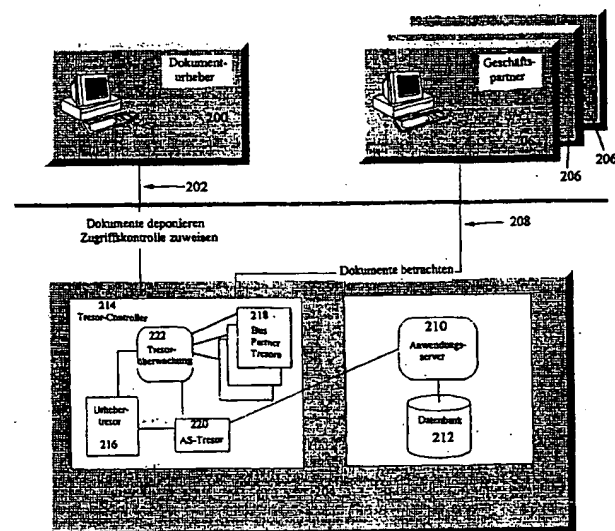 Dokument-
urheber
200
Geschäfts-
partner
206
206
202
208
Dokumente deponieren
Zugriffskontrolle zuweisen
Dokumente betrachten
214
Tresor-Controller
222
Tresor-
überwachung
218
Bus
Partner
Tresore
210
Anwendungs-
server
Urheber-
tresor
216
220
AS-Tresor
Datenbank
212
204